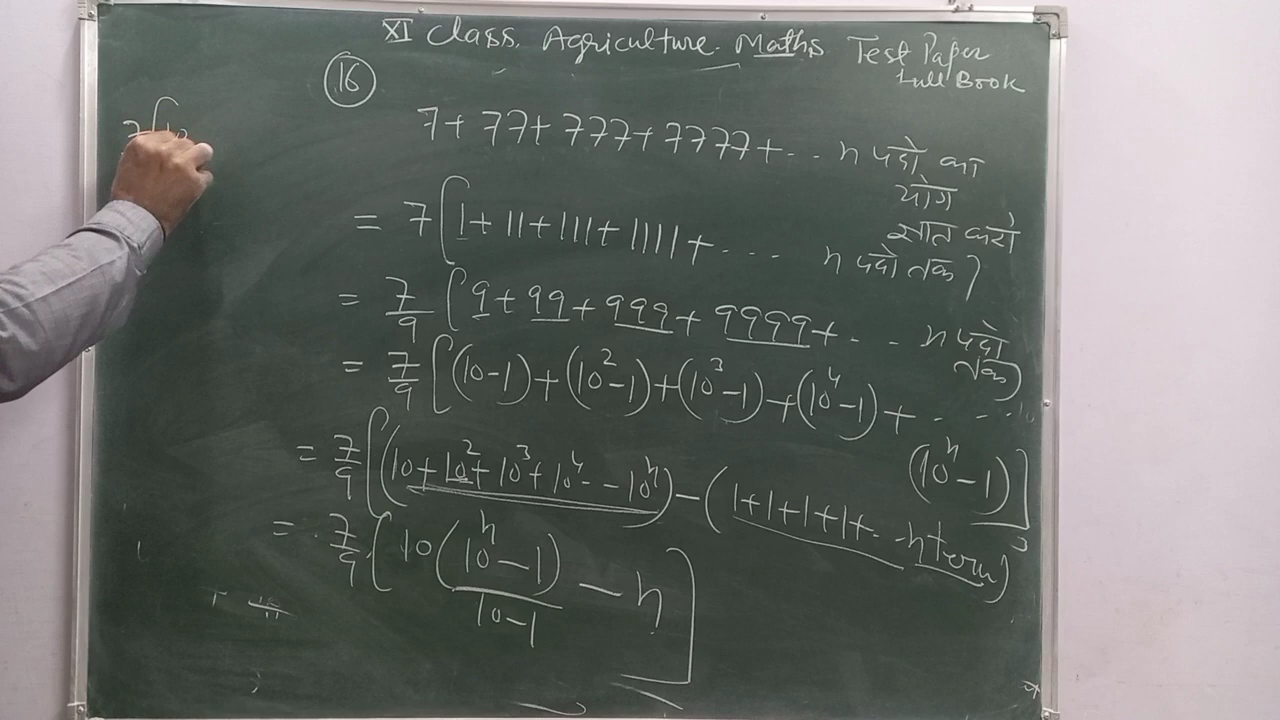 XI Class. Agriculture. Maths Test Paper
Full Book
16
7+ 77+ 777+ 7777+ ... n पदो का
योग
ज्ञात करो
= 7[1+ 11+ 111+ 1111+ .... n पदो तक]
= 7/9 [9+ 99 + 999 + 9999+ ... n पदो
तक]
= 7/9 [(10-1)+(10²-1)+(10³-1)+(10⁴-1)+ .....
(10ⁿ-1)]
= 7/9 [(10+10²+10³+10⁴--10ⁿ)-(1+1+1+1+..-n term)]
= 7/9 [10(10ⁿ-1)/10-1 - n]
7[10